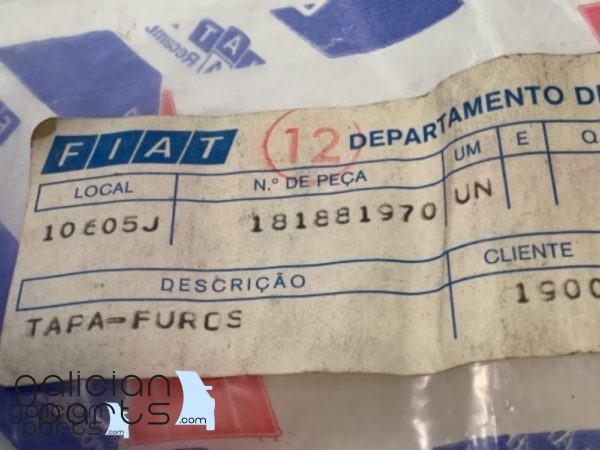 FIAT 12 DEPARTAMENTO DE
LOCAL N.º DE PEÇA UM E Q
10605J 181881970 UN
DESCRIÇÃO CLIENTE
TAPA-FUROS 1900
galician
parts.com